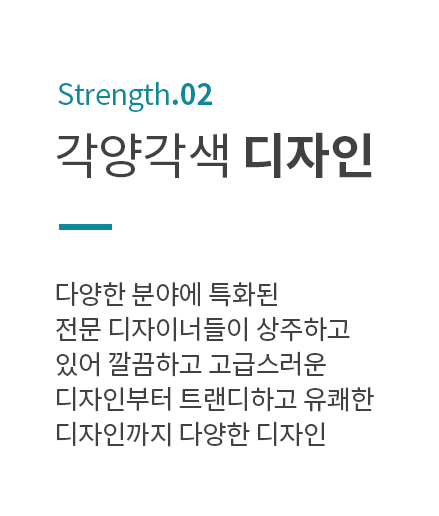 Strength.02
각양각색 디자인
다양한 분야에 특화된
전문 디자이너들이 상주하고
있어 깔끔하고 고급스러운
디자인부터 트랜디하고 유쾌한
디자인까지 다양한 디자인